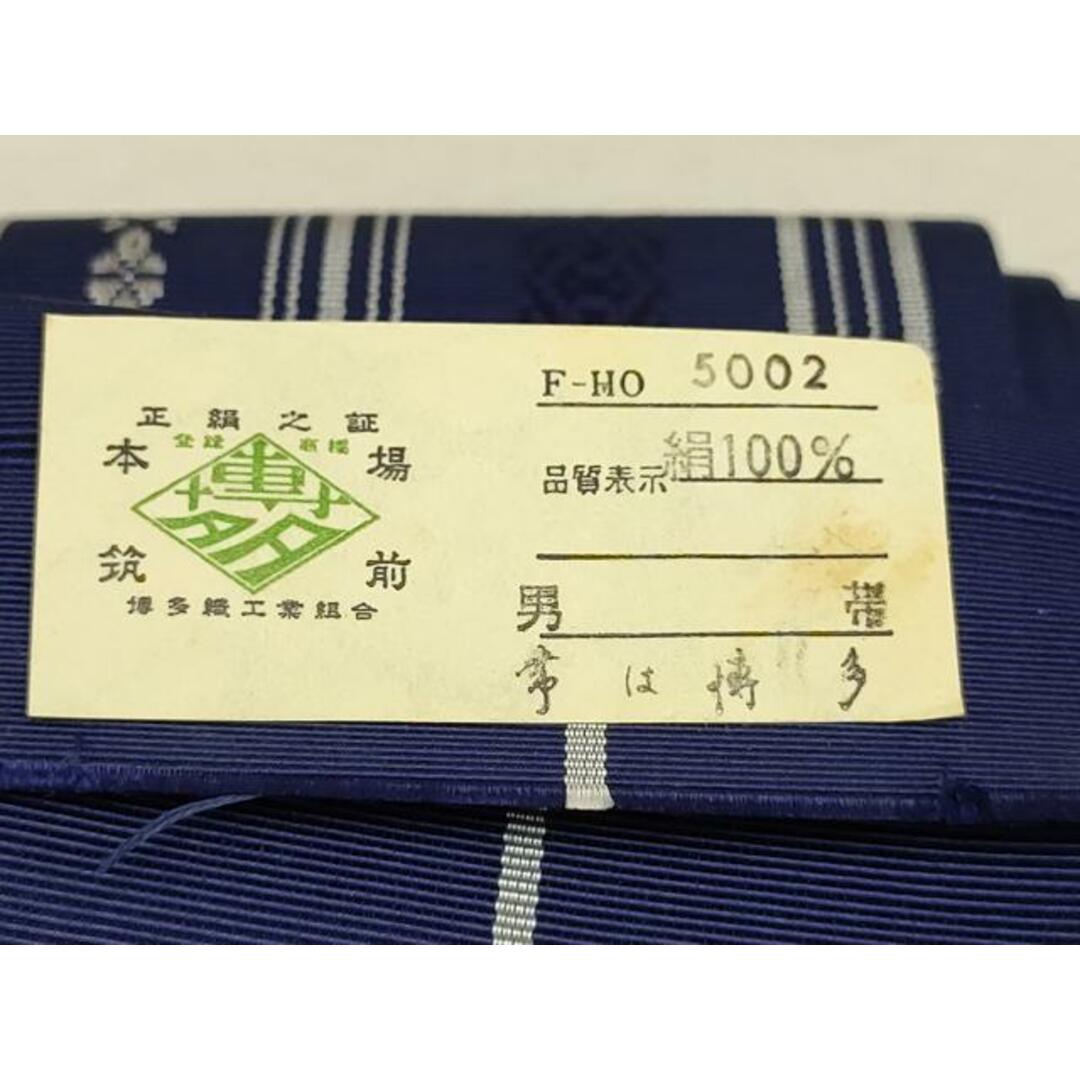 正絹之証
登録 商標
本 場
博多
筑 前
博多織工業組合
F-HO 5002
品質表示 絹100%
男 帯
常は博多